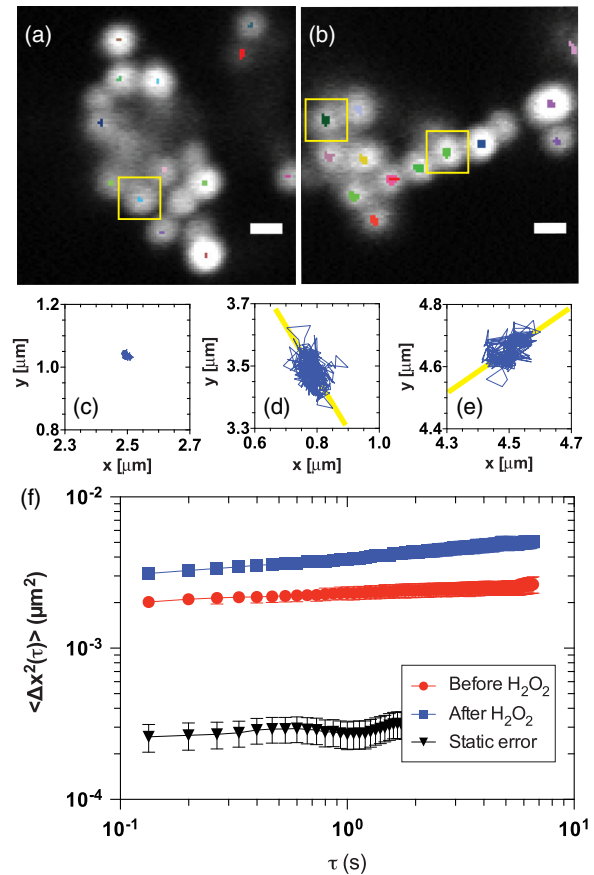 (a)
(b)
1.2
1.0
0.8
y [µm]
2.3
2.5
2.7
x [µm]
(c)
3.7
3.5
3.3
y [µm]
0.6
0.8
1.0
x [µm]
(d)
4.8
4.6
4.4
y [µm]
4.3
4.5
4.7
x [µm]
(e)
(f)
10⁻²
10⁻³
10⁻⁴
<Δx²(τ)> (µm²)
Before H₂O₂
After H₂O₂
Static error
10⁻¹
10⁰
10¹
τ (s)